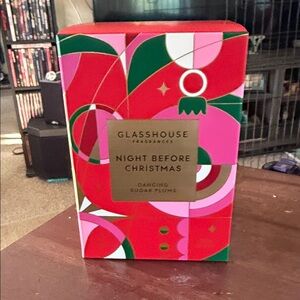 GLASSHOUSE
FRAGRANCES
NIGHT BEFORE
CHRISTMAS
DANCING
SUGAR PLUMS